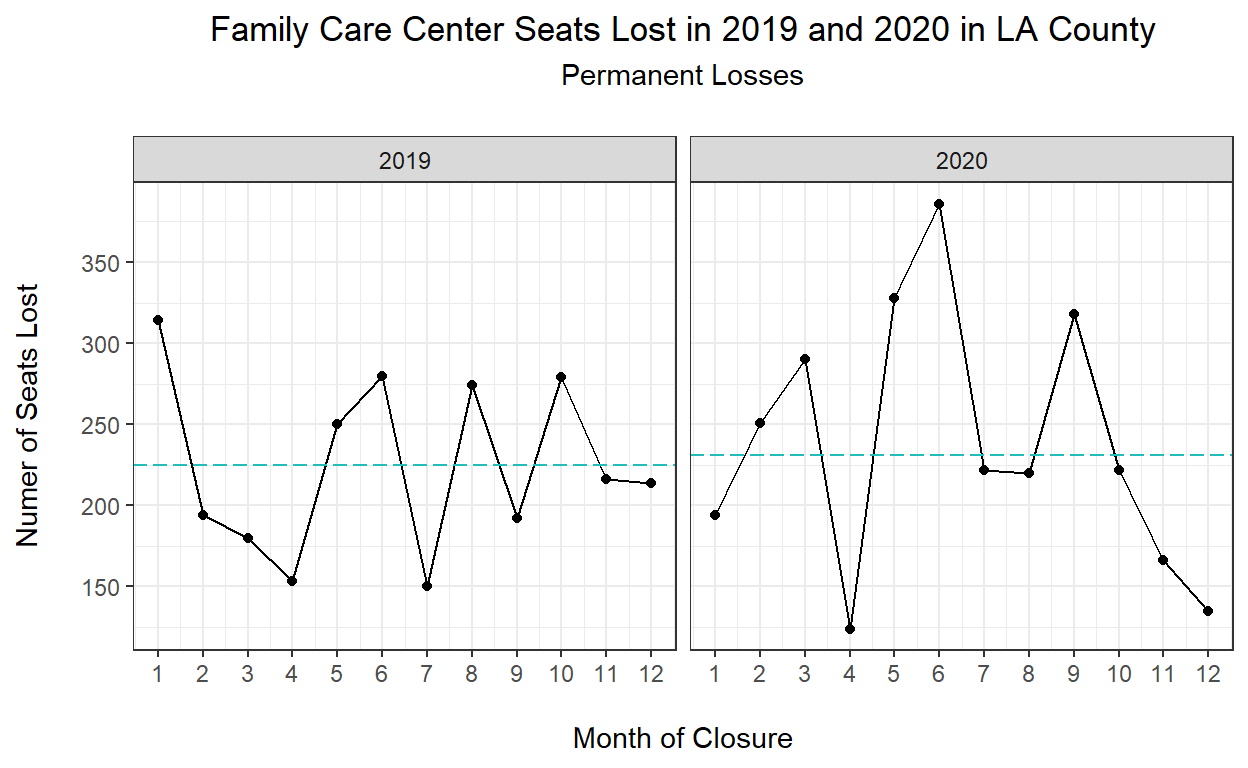 Family Care Center Seats Lost in 2019 and 2020 in LA County
Permanent Losses
2019
2020
Numer of Seats Lost
350
300
250
200
150
1 2 3 4 5 6 7 8 9 10 11 12
1 2 3 4 5 6 7 8 9 10 11 12
Month of Closure